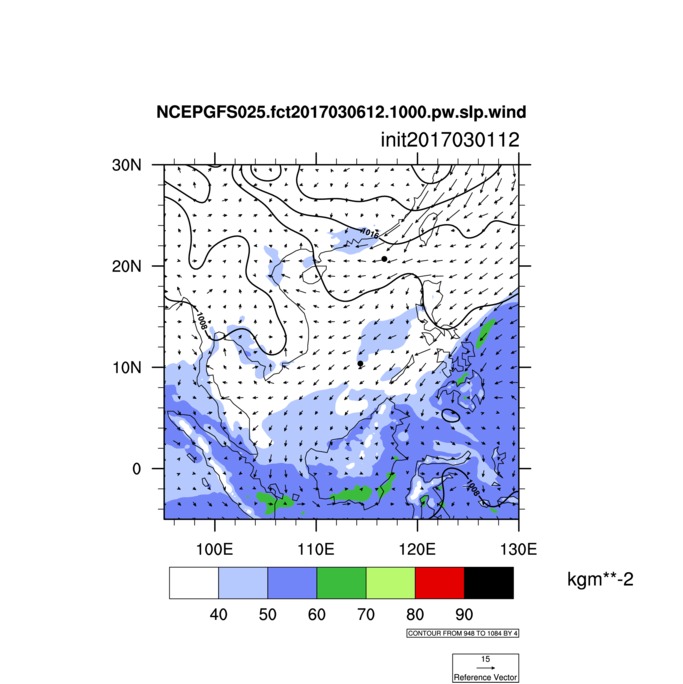 NCEPGFS025.fct2017030612.1000.pw.slp.wind
init2017030112
30N
1016
20N
1008
10N
0
1008
100E 110E 120E 130E
kgm**-2
40 50 60 70 80 90
CONTOUR FROM 948 TO 1084 BY 4
15
Reference Vector